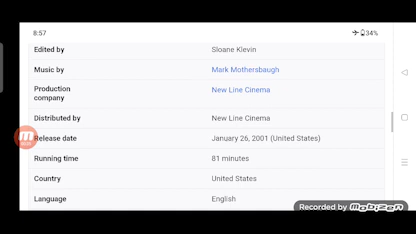 8:57
34%
Edited by Sloane Klevin
Music by Mark Mothersbaugh
Production company New Line Cinema
Distributed by New Line Cinema
Release date January 26, 2001 (United States)
Running time 81 minutes
Country United States
Language English
Recorded by Mobizen